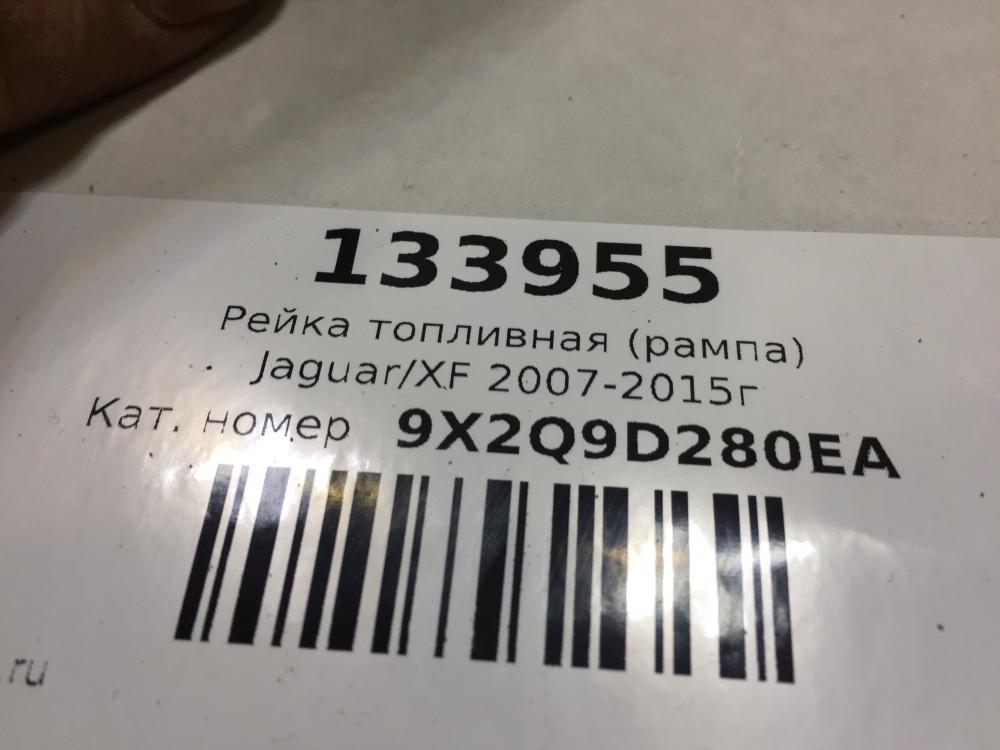 133955
Рейка топливная (рампа)
Jaguar/XF 2007-2015г
Кат. номер 9X2Q9D280EA
.ru